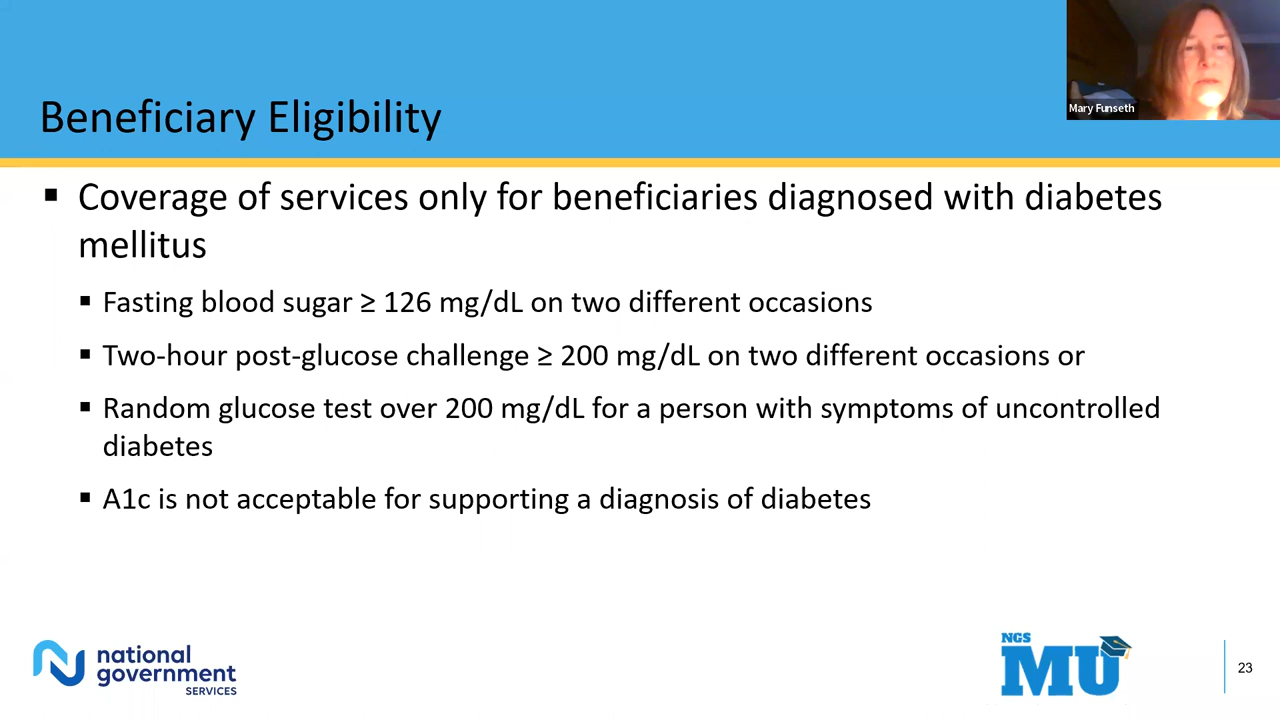 Mary Funseth
Beneficiary Eligibility
▪ Coverage of services only for beneficiaries diagnosed with diabetes
mellitus
▪ Fasting blood sugar ≥ 126 mg/dL on two different occasions
▪ Two-hour post-glucose challenge ≥ 200 mg/dL on two different occasions or
▪ Random glucose test over 200 mg/dL for a person with symptoms of uncontrolled
diabetes
▪ A1c is not acceptable for supporting a diagnosis of diabetes
national
government
SERVICES
NGS
MU
23